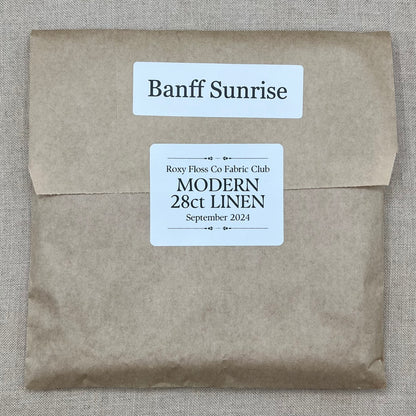 Banff Sunrise
Roxy Floss Co Fabric Club
MODERN
28ct LINEN
September 2024